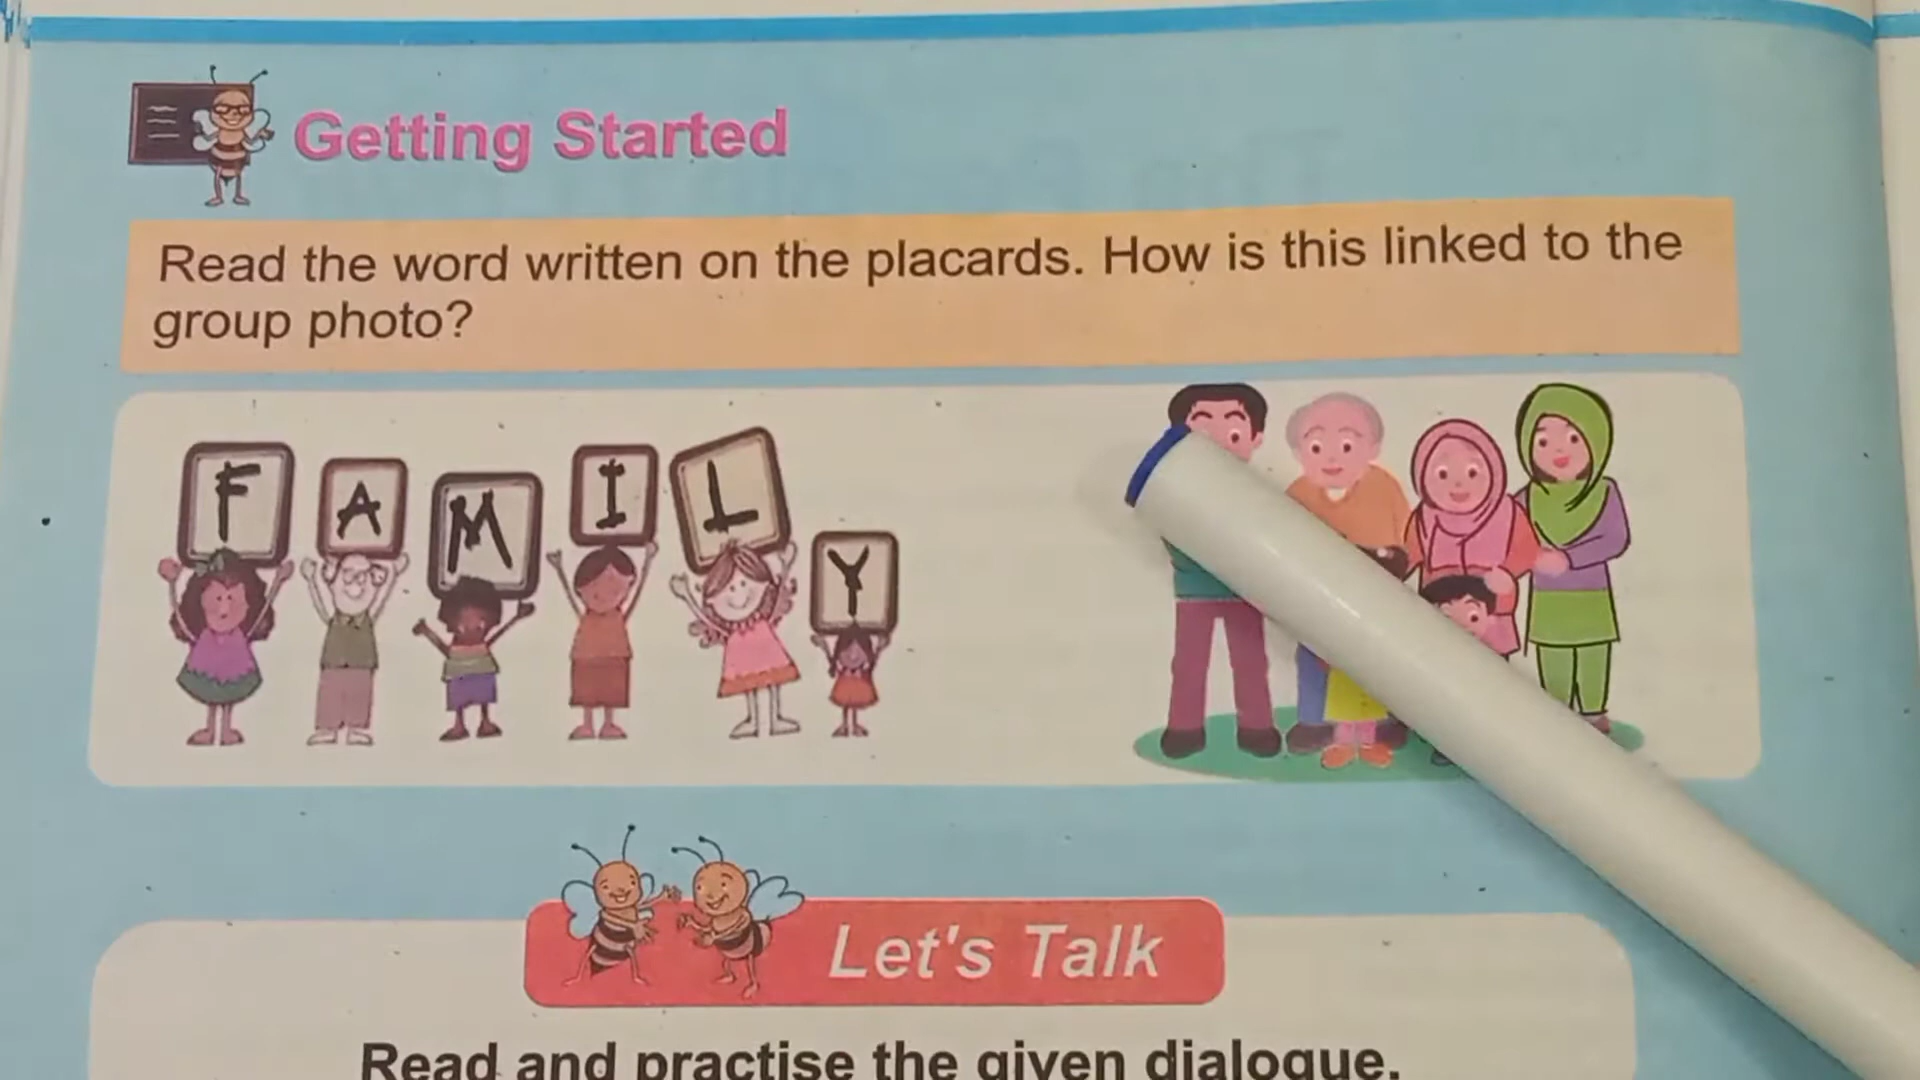 Getting Started
Read the word written on the placards. How is this linked to the
group photo?
F A M I L Y
Let's Talk
Read and practise the given dialogue.